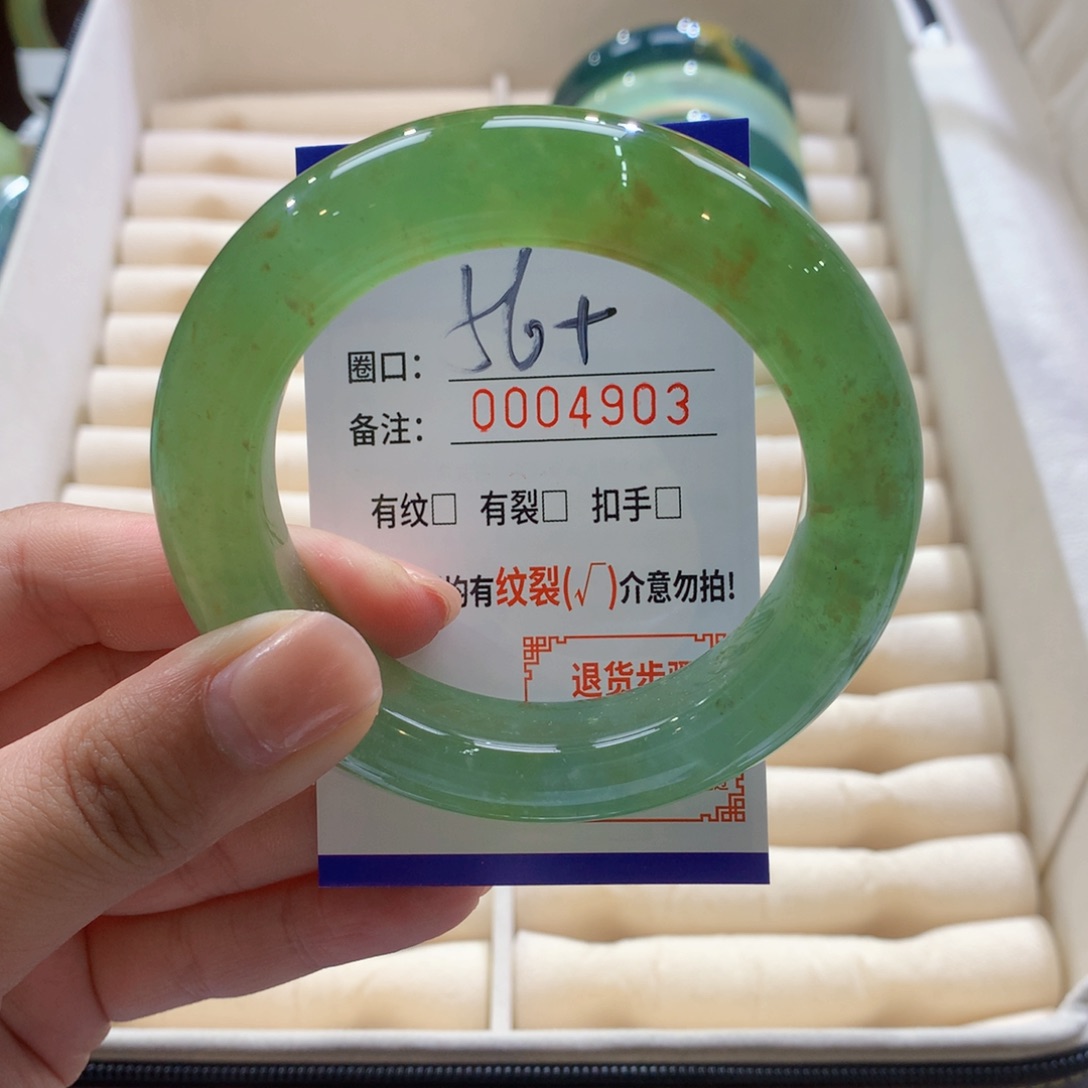 圈口: 56+
备注: 0004903
有纹□ 有裂□ 扣手□
均有纹裂(√)介意勿拍!
退货步骤